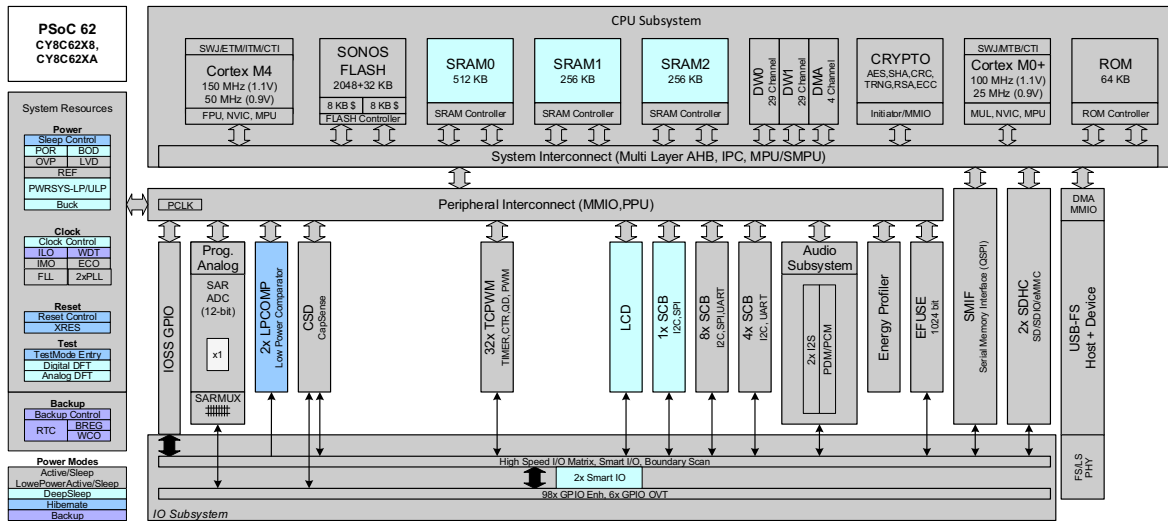 PSoC 62
CY8C62X8,
CY8C62XA
System Resources
Power
Sleep Control
POR BOD
OVP LVD
REF
PWRSYS-LP/ULP
Buck
Clock
Clock Control
ILO WDT
IMO ECO
FLL 2xPLL
Reset
Reset Control
XRES
Test
TestMode Entry
Digital DFT
Analog DFT
Backup
Backup Control
RTC BREG
WCO
Power Modes
Active/Sleep
LowePowerActive/Sleep
DeepSleep
Hibernate
Backup
CPU Subsystem
SWJ/ETM/ITM/CTI
Cortex M4
150 MHz (1.1V)
50 MHz (0.9V)
FPU, NVIC, MPU
SONOS
FLASH
2048+32 KB
8 KB $ 8 KB $
FLASH Controller
SRAM0
512 KB
SRAM Controller
SRAM1
256 KB
SRAM Controller
SRAM2
256 KB
SRAM Controller
DW0
29 Channel
DW1
29 Channel
DMA
4 Channel
CRYPTO
AES,SHA,CRC,
TRNG,RSA,ECC
Initiator/MMIO
SWJ/MTB/CTI
Cortex M0+
100 MHz (1.1V)
25 MHz (0.9V)
MUL, NVIC, MPU
ROM
64 KB
ROM Controller
System Interconnect (Multi Layer AHB, IPC, MPU/SMPU)
PCLK
Peripheral Interconnect (MMIO,PPU)
IOSS GPIO
Prog.
Analog
SAR
ADC
(12-bit)
x1
SARMUX
2x LPCOMP
Low Power Comparator
CSD
CapSense
32x TCPWM
TIMER,CTR,QD, PWM
LCD
1x SCB
I2C,SPI
8x SCB
I2C,SPI,UART
4x SCB
I2C, UART
Audio
Subsystem
2x I2S
PDM/PCM
Energy Profiler
EFUSE
1024 bit
SMIF
Serial Memory Interface (QSPI)
2x SDHC
SD/SDIO/eMMC
DMA
MMIO
USB-FS
Host + Device
FS/LS
PHY
High Speed I/O Matrix, Smart I/O, Boundary Scan
2x Smart IO
98x GPIO Enh, 6x GPIO OVT
IO Subsystem